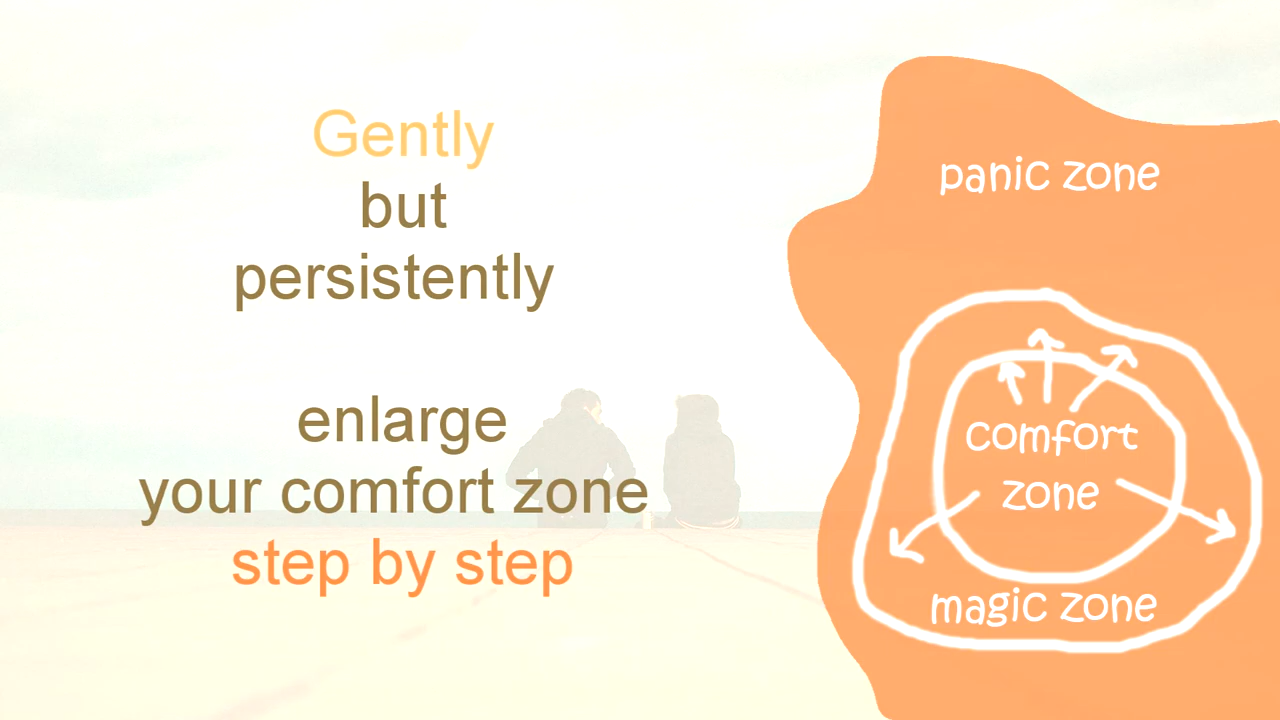 Gently
but
persistently
enlarge
your comfort zone
step by step
panic zone
comfort
zone
magic zone